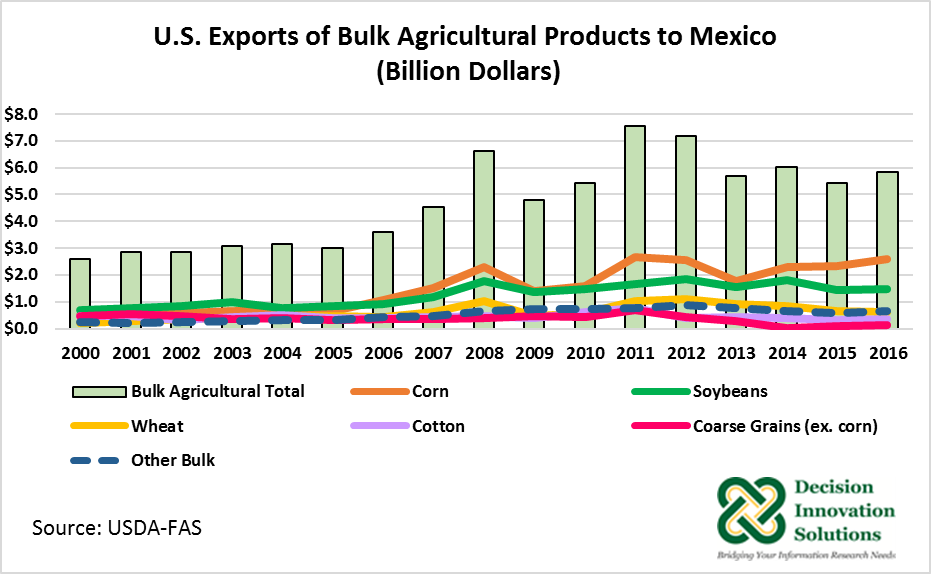 U.S. Exports of Bulk Agricultural Products to Mexico
(Billion Dollars)
$8.0
$7.0
$6.0
$5.0
$4.0
$3.0
$2.0
$1.0
$0.0
2000 2001 2002 2003 2004 2005 2006 2007 2008 2009 2010 2011 2012 2013 2014 2015 2016
Bulk Agricultural Total Corn Soybeans
Wheat Cotton Coarse Grains (ex. corn)
Other Bulk
Source: USDA-FAS
Decision
Innovation
Solutions
Bridging Your Information Research Needs